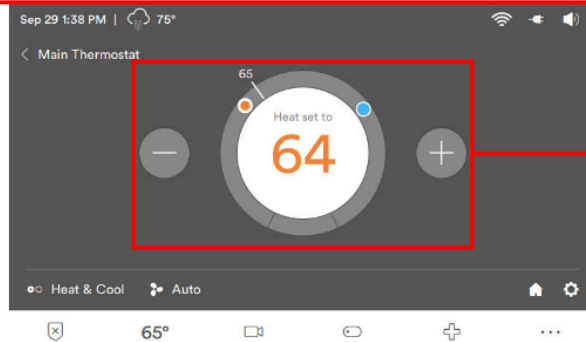 Sep 29 1:38 PM | 75°
< Main Thermostat
65
Heat set to
64
Heat & Cool Auto
65°